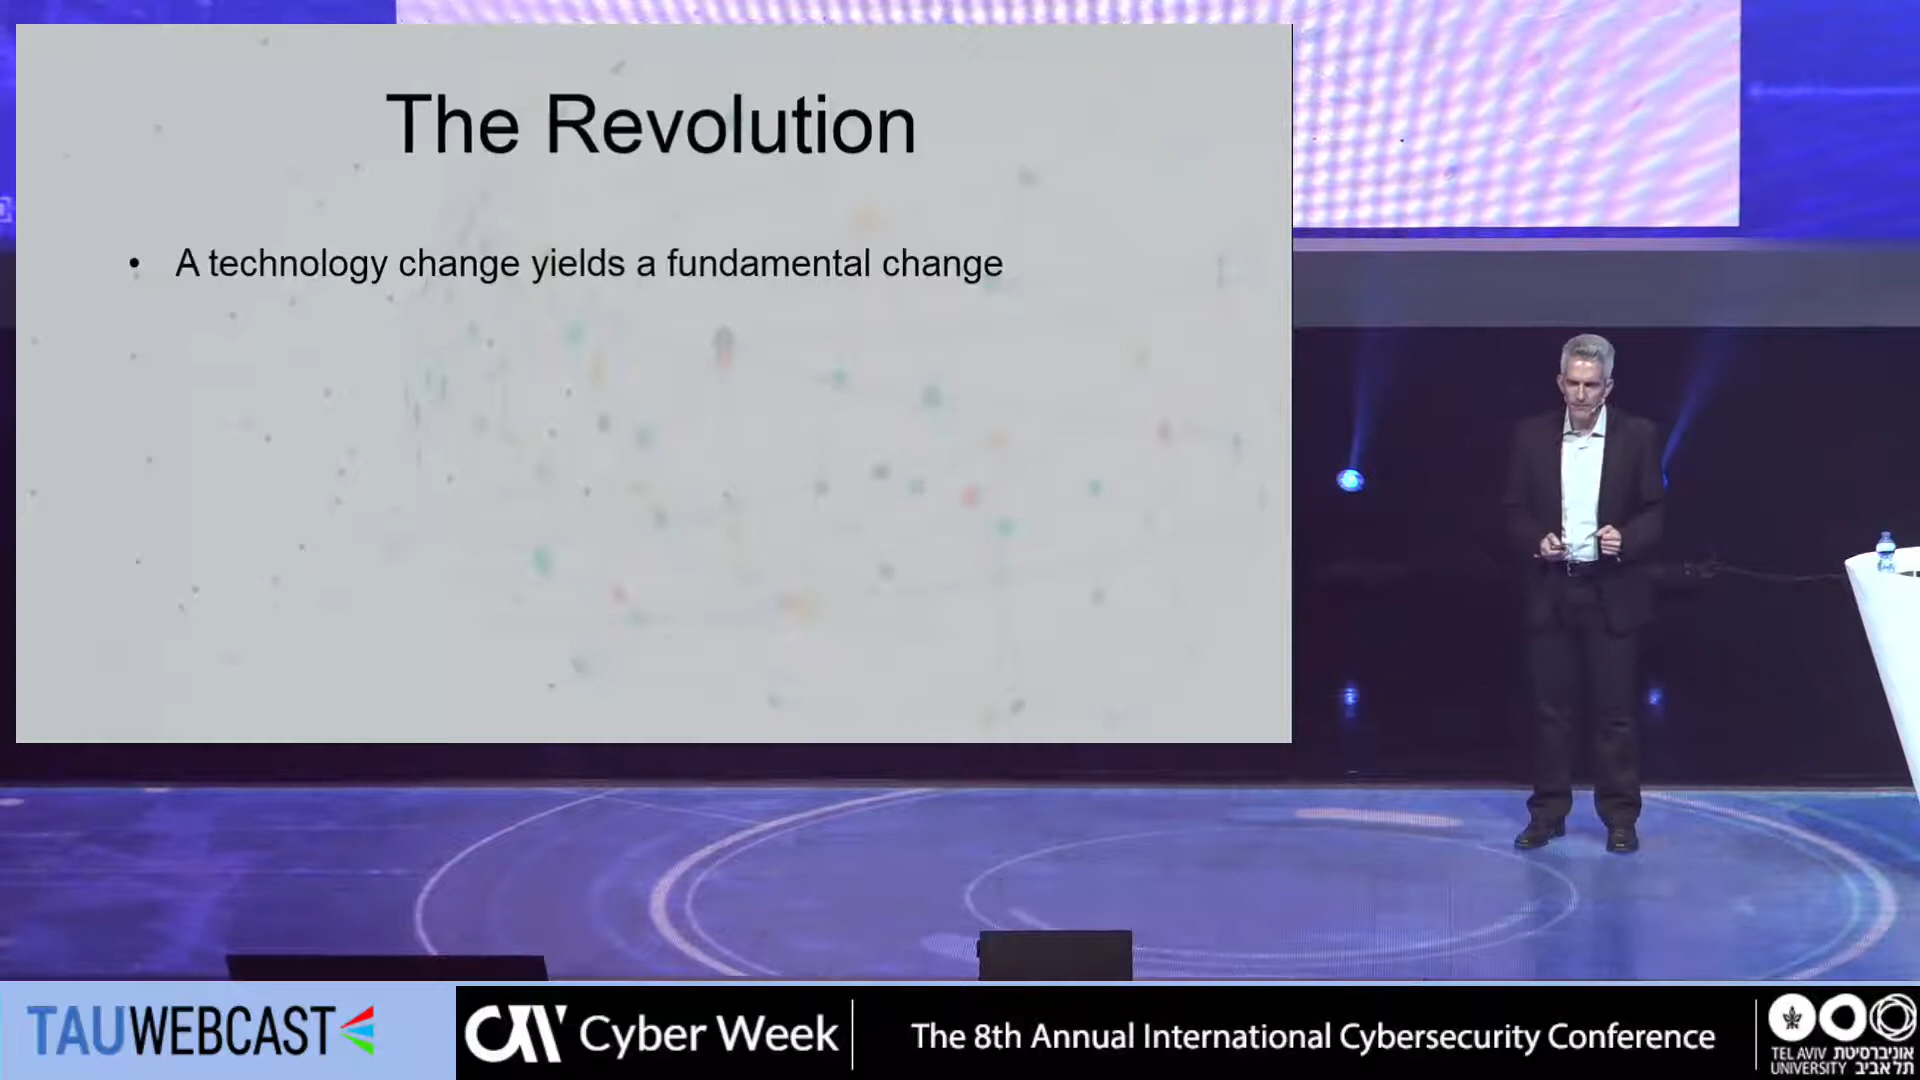 The Revolution
• A technology change yields a fundamental change
TAUWEBCAST
Cyber Week
The 8th Annual International Cybersecurity Conference
TEL AVIV אוניברסיטת
UNIVERSITY תל אביב